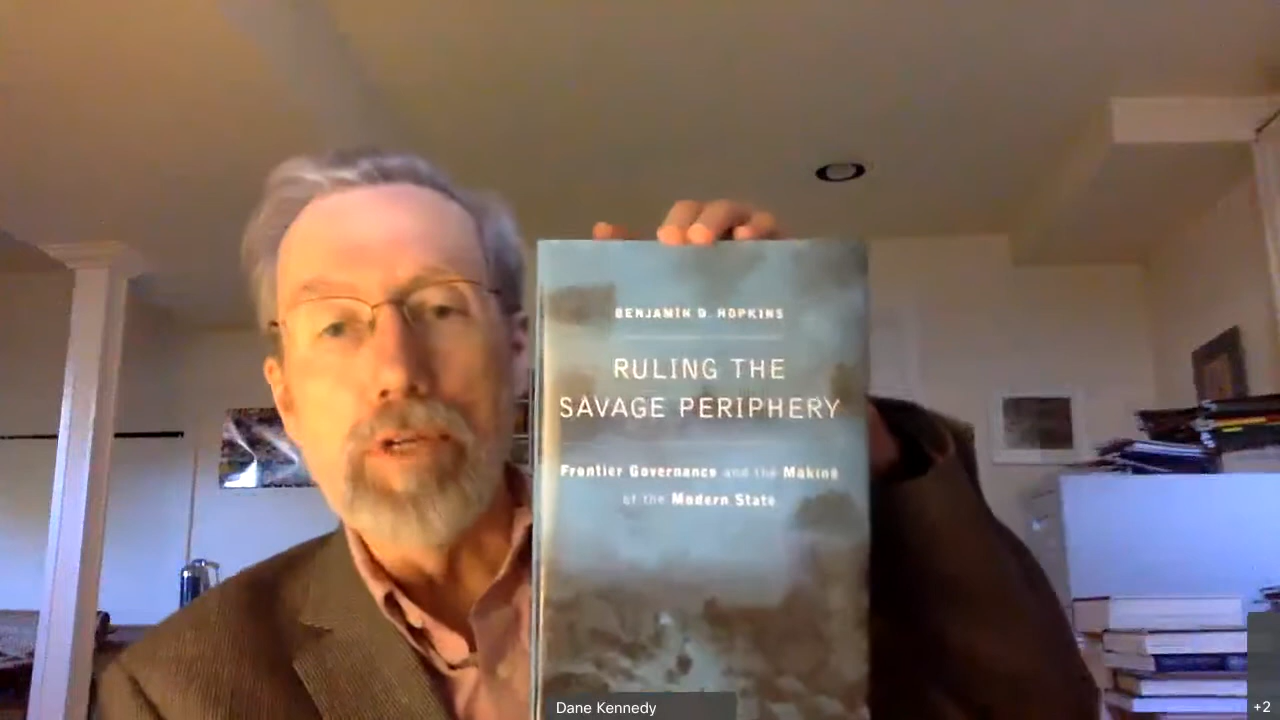 BENJAMIN D. HOPKINS
RULING THE
SAVAGE PERIPHERY
Frontier Governance and the Making
of the Modern State
Dane Kennedy
+2